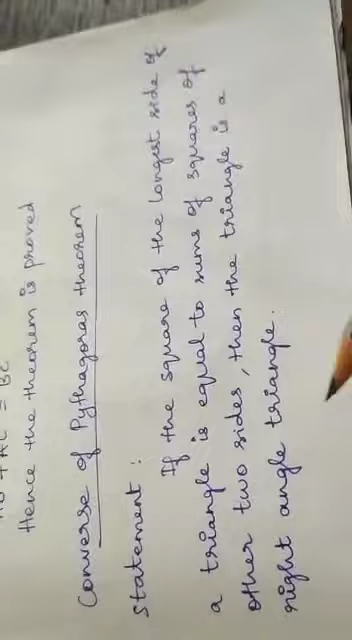 Hence the theorem is proved
Converse of Pythagoras theorem
Statement :
If the square of the longest side of
a triangle is equal to sums of squares of
other two sides, then the triangle is a
right angle triangle.